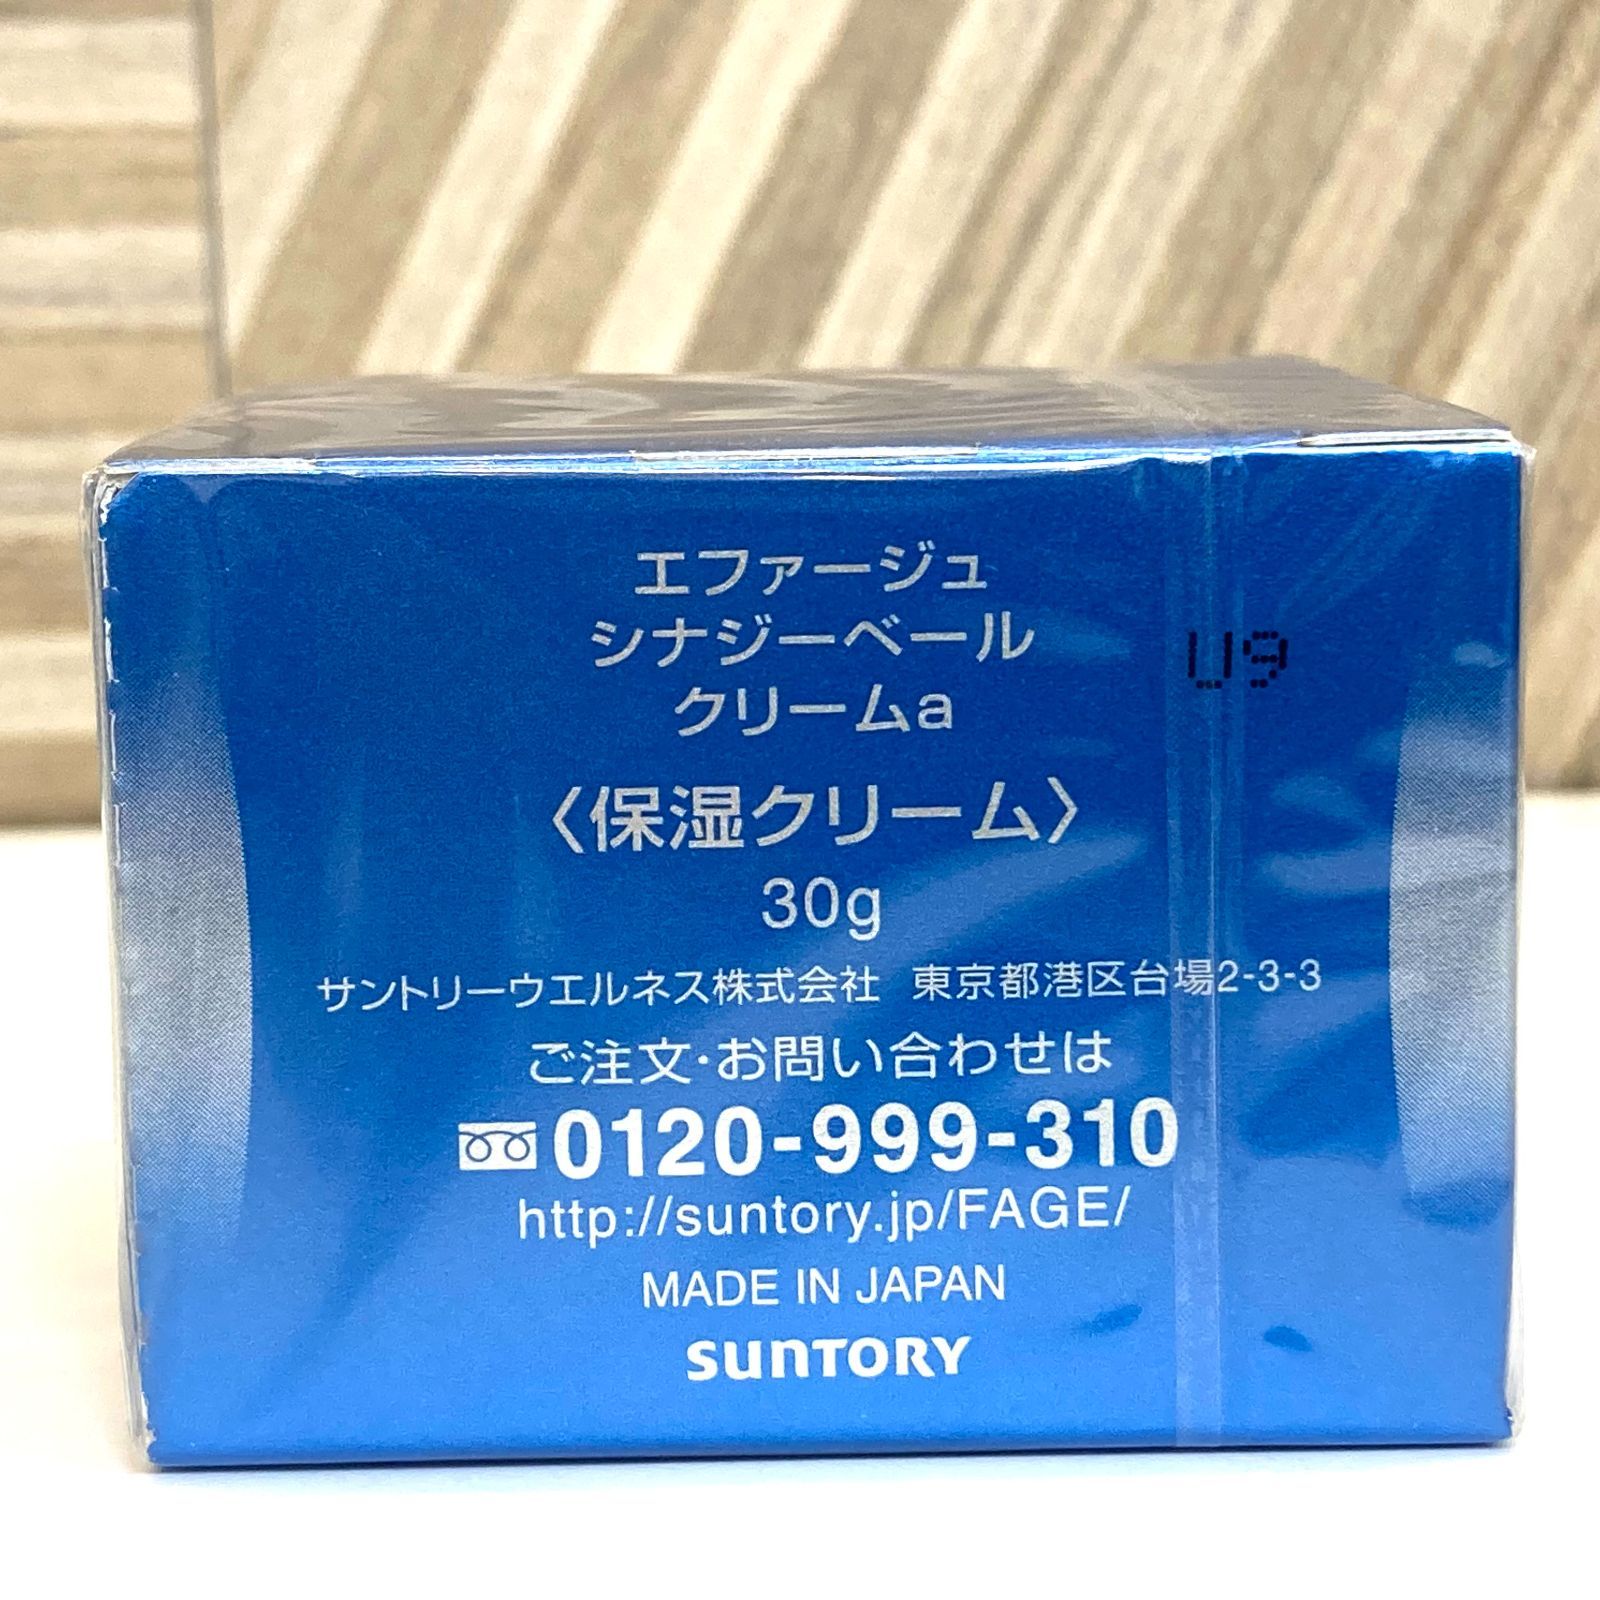 エファージュ
シナジーベール
クリームa
U9
〈保湿クリーム〉
30g
サントリーウエルネス株式会社 東京都港区台場2-3-3
ご注文･お問い合わせは
0120-999-310
http://suntory.jp/FAGE/
MADE IN JAPAN
SUNTORY